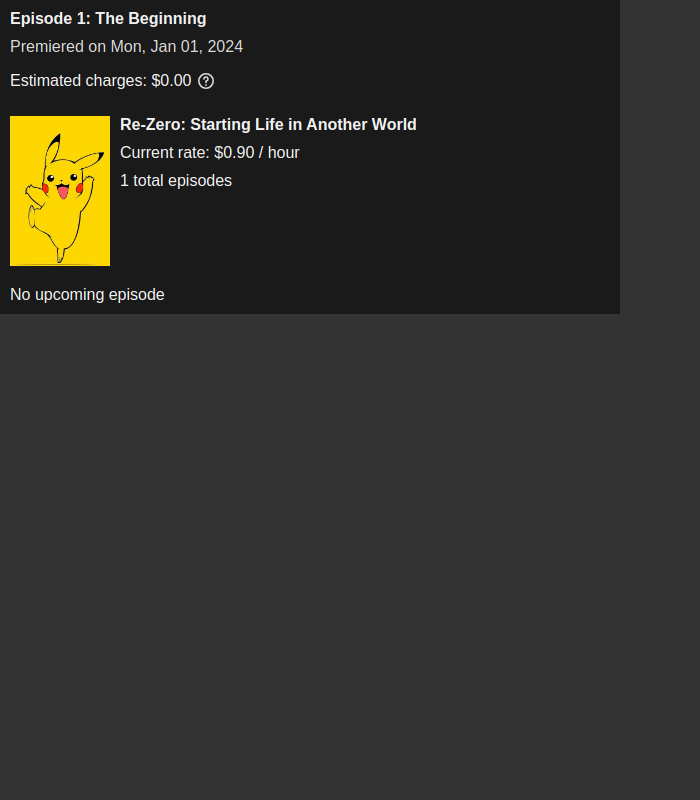 Episode 1: The Beginning
Premiered on Mon, Jan 01, 2024
Estimated charges: $0.00
Re-Zero: Starting Life in Another World
Current rate: $0.90 / hour
1 total episodes
No upcoming episode